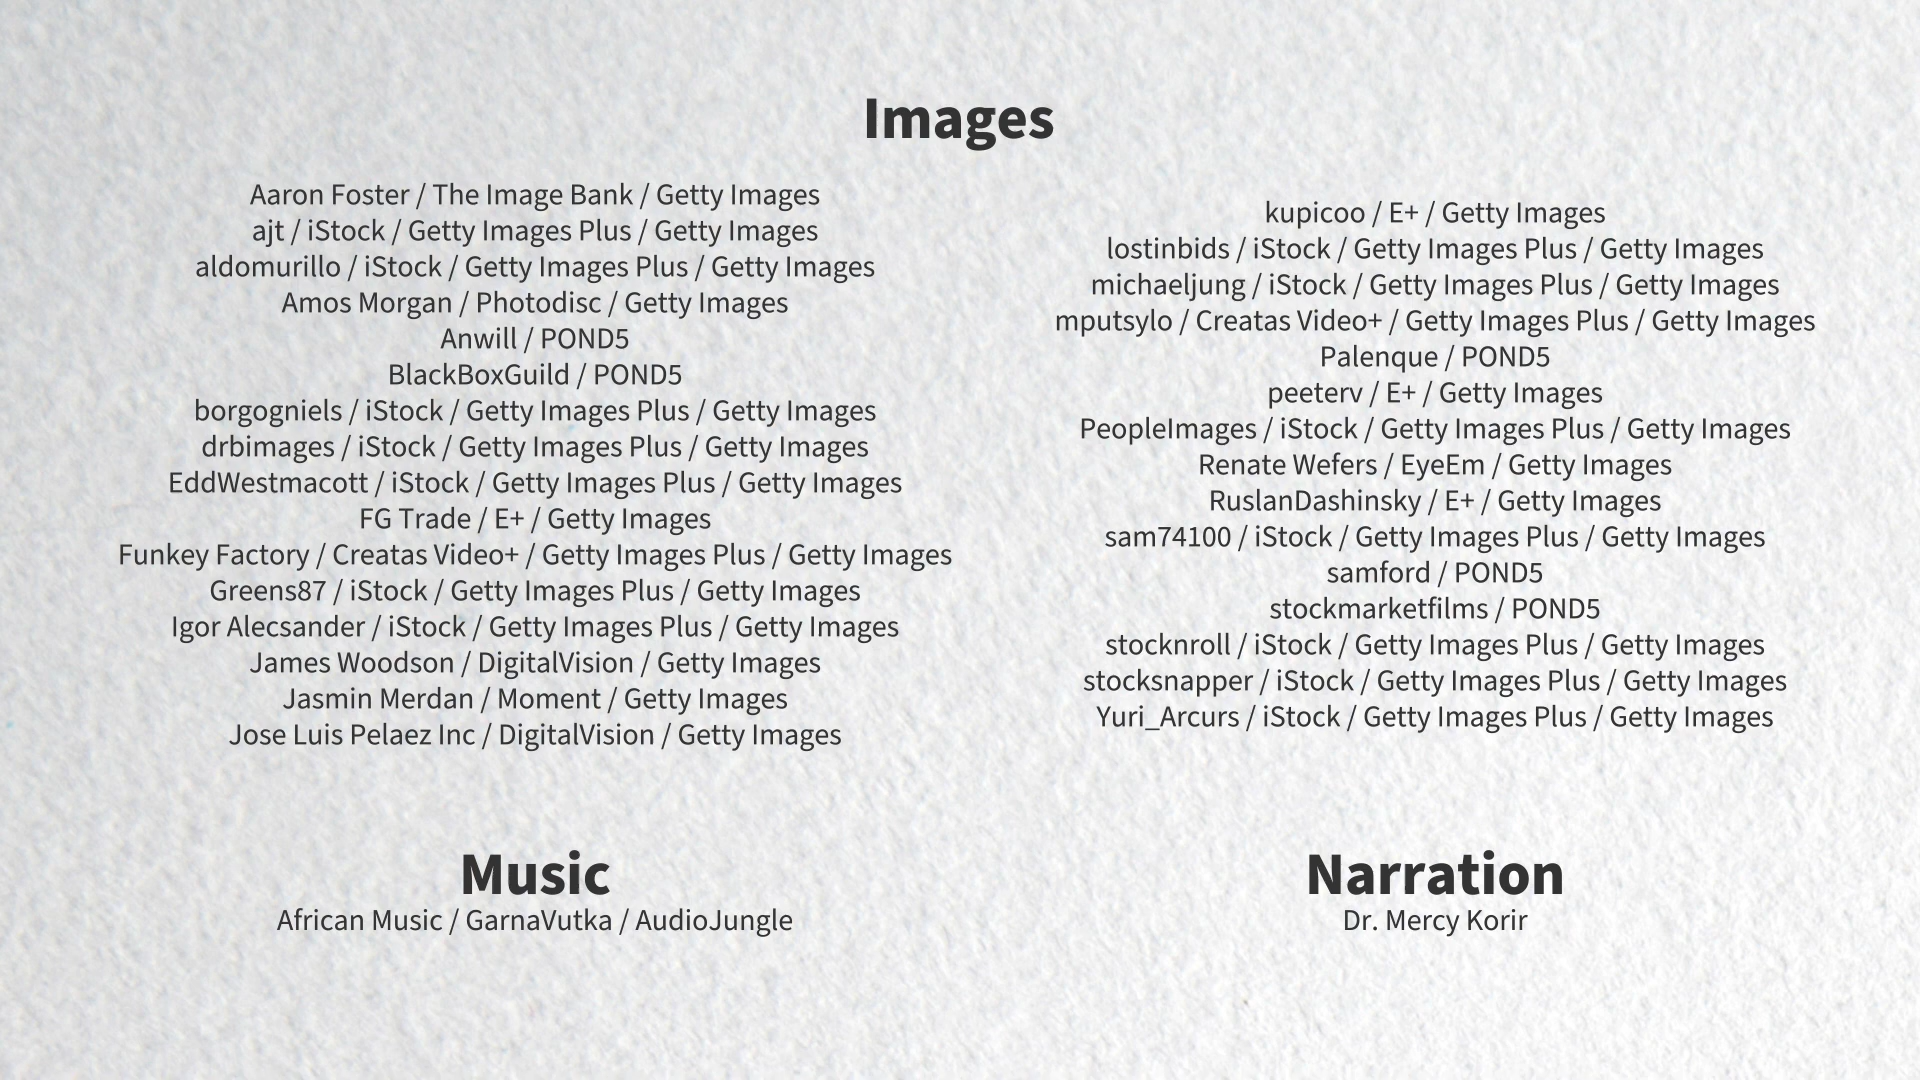 Images
Aaron Foster / The Image Bank / Getty Images
ajt / iStock / Getty Images Plus / Getty Images
aldomurillo / iStock / Getty Images Plus / Getty Images
Amos Morgan / Photodisc / Getty Images
Anwill / POND5
BlackBoxGuild / POND5
borgogniels / iStock / Getty Images Plus / Getty Images
drbimages / iStock / Getty Images Plus / Getty Images
EddWestmacott / iStock / Getty Images Plus / Getty Images
FG Trade / E+ / Getty Images
Funkey Factory / Creatas Video+ / Getty Images Plus / Getty Images
Greens87 / iStock / Getty Images Plus / Getty Images
Igor Alecsander / iStock / Getty Images Plus / Getty Images
James Woodson / DigitalVision / Getty Images
Jasmin Merdan / Moment / Getty Images
Jose Luis Pelaez Inc / DigitalVision / Getty Images
kupicoo / E+ / Getty Images
lostinbids / iStock / Getty Images Plus / Getty Images
michaeljung / iStock / Getty Images Plus / Getty Images
mputsylo / Creatas Video+ / Getty Images Plus / Getty Images
Palenque / POND5
peeterv / E+ / Getty Images
PeopleImages / iStock / Getty Images Plus / Getty Images
Renate Wefers / EyeEm / Getty Images
RuslanDashinsky / E+ / Getty Images
sam74100 / iStock / Getty Images Plus / Getty Images
samford / POND5
stockmarketfilms / POND5
stocknroll / iStock / Getty Images Plus / Getty Images
stocksnapper / iStock / Getty Images Plus / Getty Images
Yuri_Arcurs / iStock / Getty Images Plus / Getty Images
Music
African Music / GarnaVutka / AudioJungle
Narration
Dr. Mercy Korir